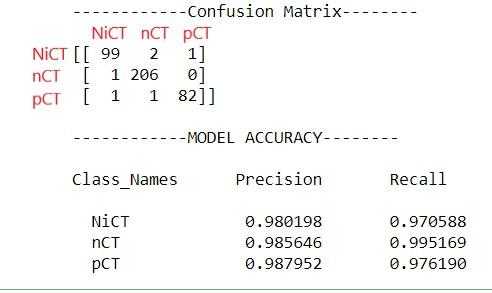 ------------Confusion Matrix--------
NiCT nCT pCT
NiCT [[ 99 2 1]
nCT [ 1 206 0]
pCT [ 1 1 82]]
------------MODEL ACCURACY--------
Class_Names Precision Recall
NiCT 0.980198 0.970588
nCT 0.985646 0.995169
pCT 0.987952 0.976190